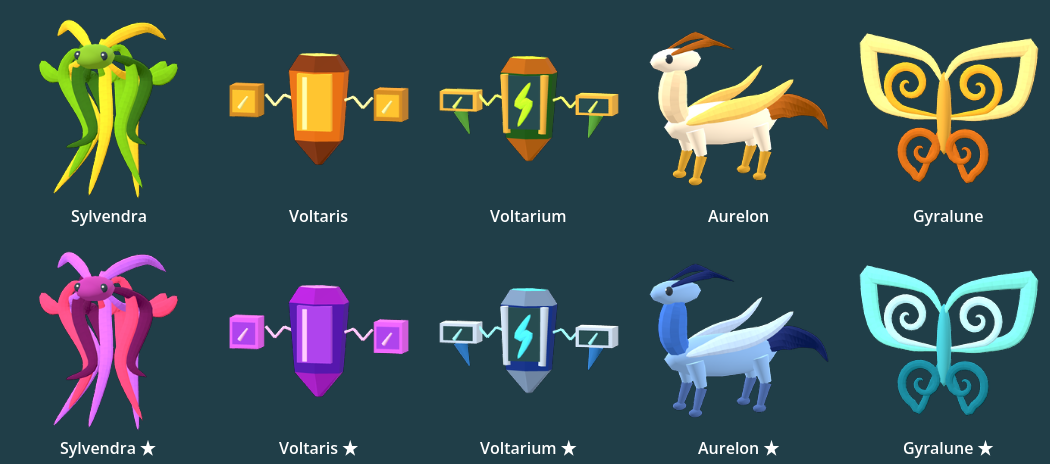 Sylvendra
Voltaris
Voltarium
Aurelon
Gyralune
Sylvendra ★
Voltaris ★
Voltarium ★
Aurelon ★
Gyralune ★